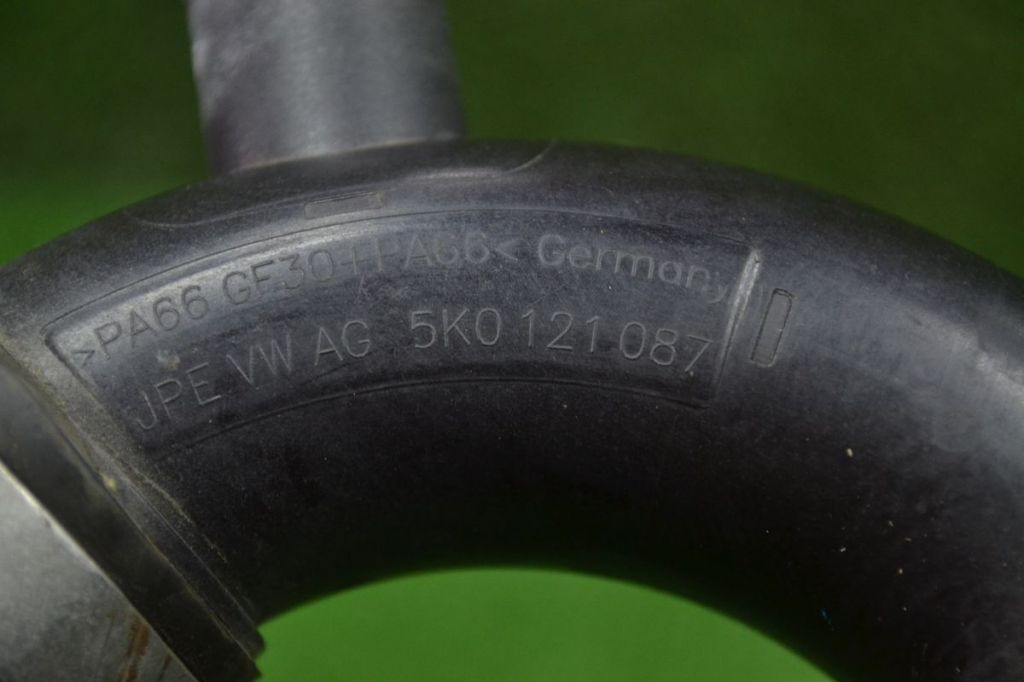 >PA66 GF30+PA66< Germany
JPE VW AG 5K0 121 087